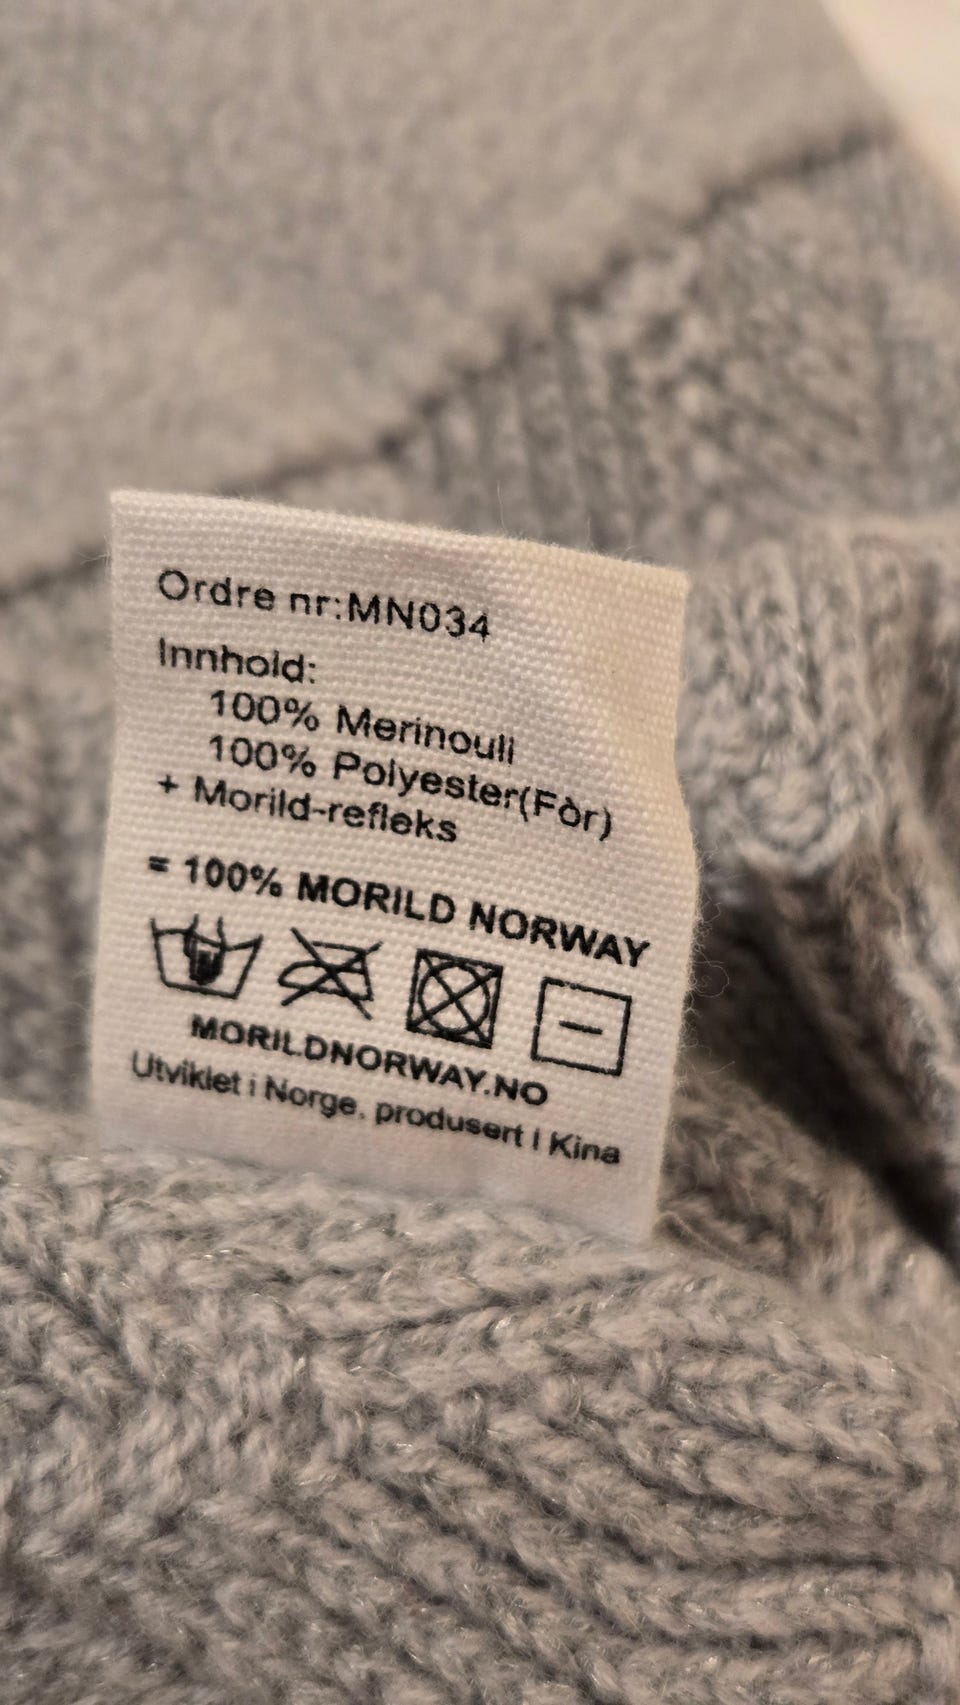 Ordre nr:MN034
Innhold:
100% Merinoull
100% Polyester(Fòr)
+ Morild-refleks
= 100% MORILD NORWAY
MORILDNORWAY.NO
Utviklet i Norge, produsert i Kina